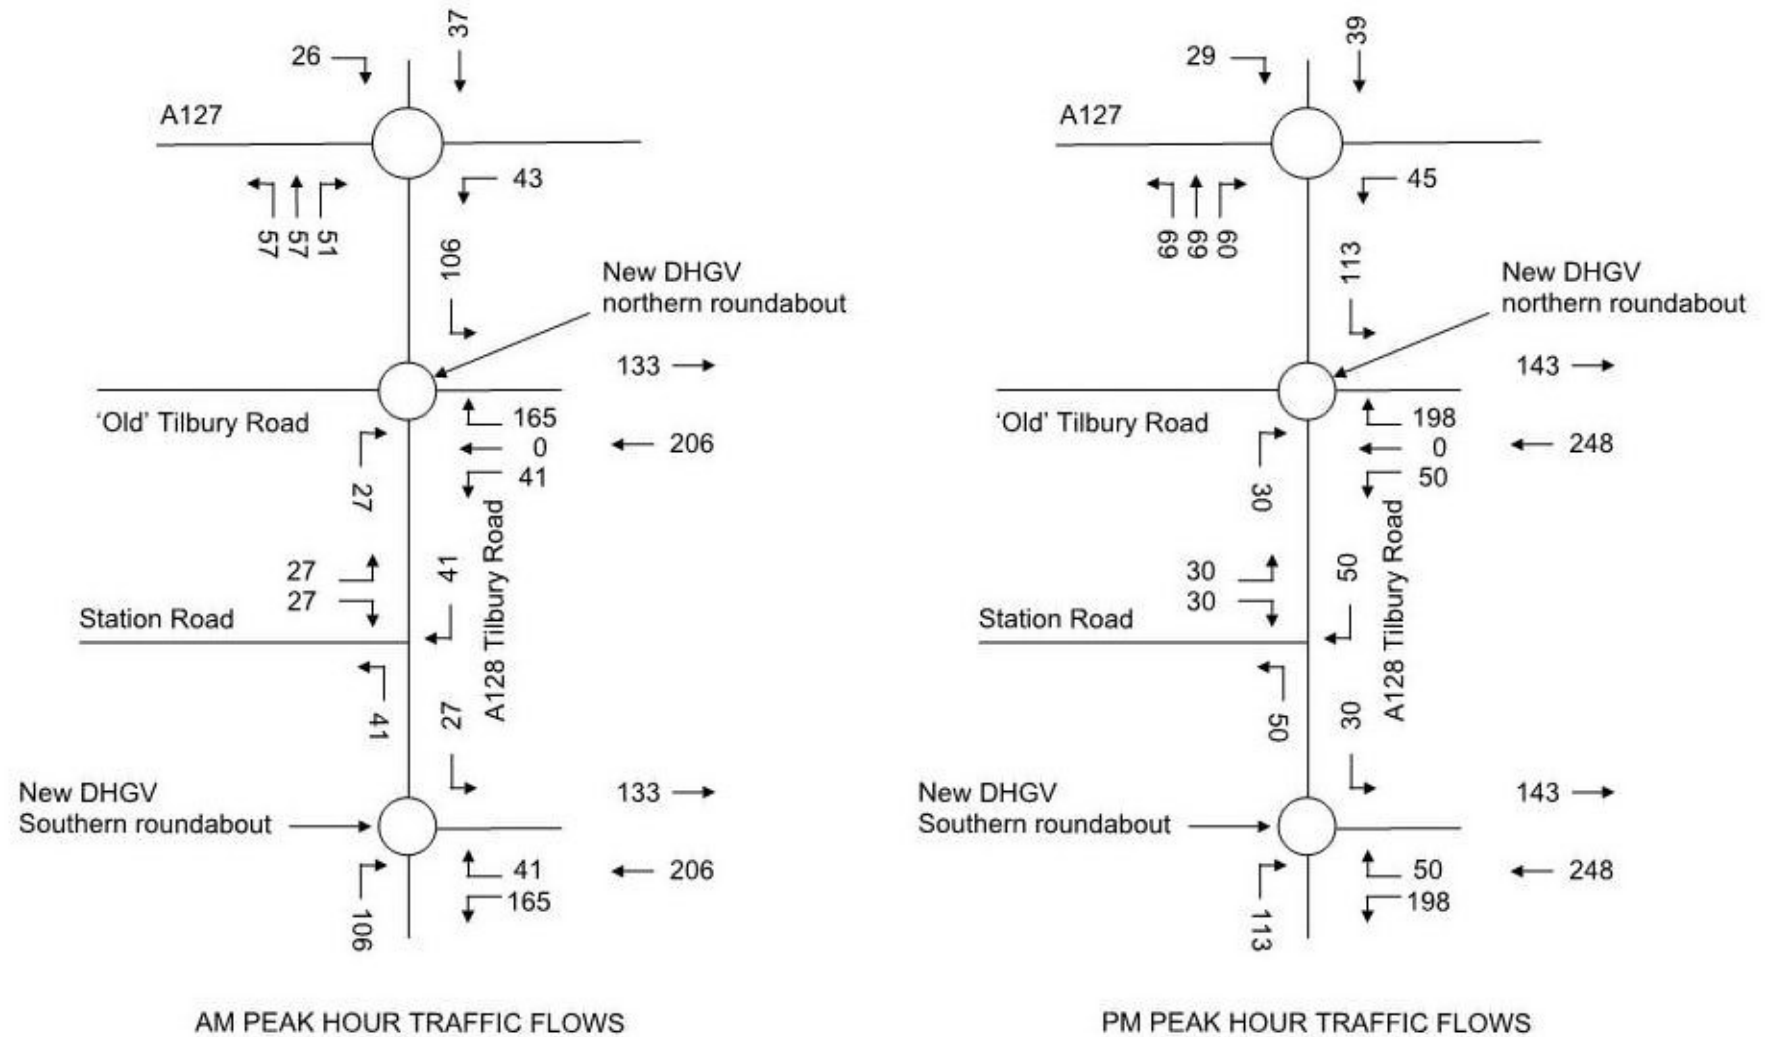 37
26
A127
43
57
57
51
106
New DHGV
northern roundabout
133
'Old' Tilbury Road
165
0
41
206
27
27
27
41
A128 Tilbury Road
Station Road
41
27
New DHGV
Southern roundabout
133
41
165
206
106
AM PEAK HOUR TRAFFIC FLOWS
39
29
A127
45
69
69
60
113
New DHGV
northern roundabout
143
'Old' Tilbury Road
198
0
50
248
30
30
30
50
A128 Tilbury Road
Station Road
50
30
New DHGV
Southern roundabout
143
50
198
248
113
PM PEAK HOUR TRAFFIC FLOWS